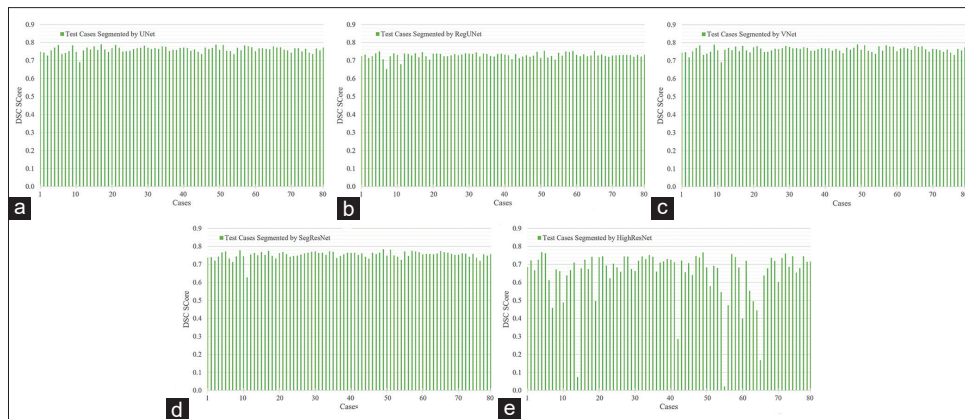 0.9
Test Cases Segmented by UNet
0.8
0.7
0.6
0.5
0.4
0.3
0.2
0.1
0.0
DSC SCore
1 10 20 30 40 50 60 70 80
Cases
a
0.9
Test Cases Segmented by RegUNet
0.8
0.7
0.6
0.5
0.4
0.3
0.2
0.1
0.0
DSC SCore
1 10 20 30 40 50 60 70 80
Cases
b
0.9
Test Cases Segmented by VNet
0.8
0.7
0.6
0.5
0.4
0.3
0.2
0.1
0.0
DSC SCore
1 10 20 30 40 50 60 70 80
Cases
c
0.9
Test Cases Segmented by SegResNet
0.8
0.7
0.6
0.5
0.4
0.3
0.2
0.1
0.0
DSC SCore
1 10 20 30 40 50 60 70 80
Cases
d
0.9
Test Cases Segmented by HighResNet
0.8
0.7
0.6
0.5
0.4
0.3
0.2
0.1
0.0
DSC SCore
1 10 20 30 40 50 60 70 80
Cases
e